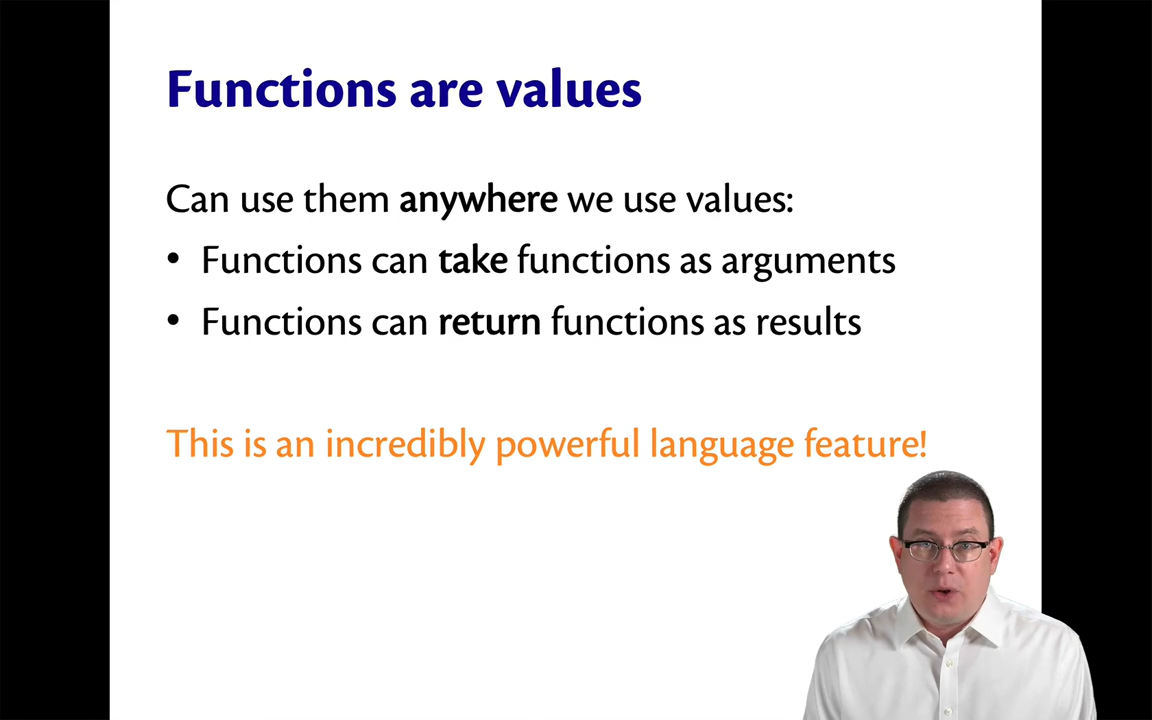 Functions are values
Can use them anywhere we use values:
• Functions can take functions as arguments
• Functions can return functions as results
This is an incredibly powerful language feature!